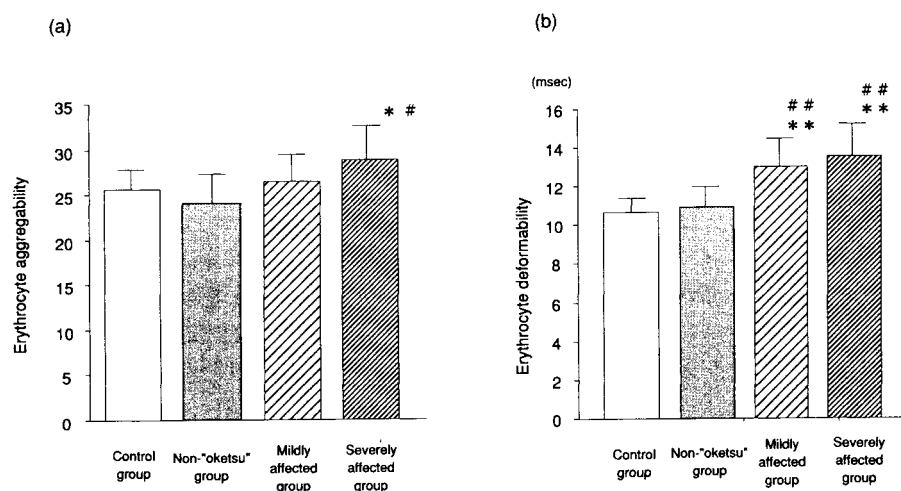 (a)
35
30
25
20
15
10
5
0
Erythrocyte aggregability
* #
Control
group
Non-"oketsu"
group
Mildly
affected group
Severely
affected group
(b)
(msec)
16
14
12
10
8
6
4
2
0
Erythrocyte deformability
# #
* *
# #
* *
Control
group
Non-"oketsu"
group
Mildly
affected group
Severely
affected group